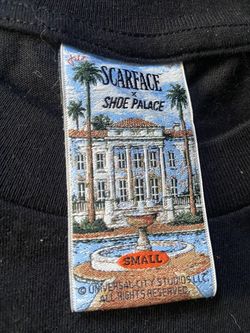 SCARFACE
X
SHOE PALACE
SMALL
© UNIVERSAL CITY STUDIOS LLC.
ALL RIGHTS RESERVED.